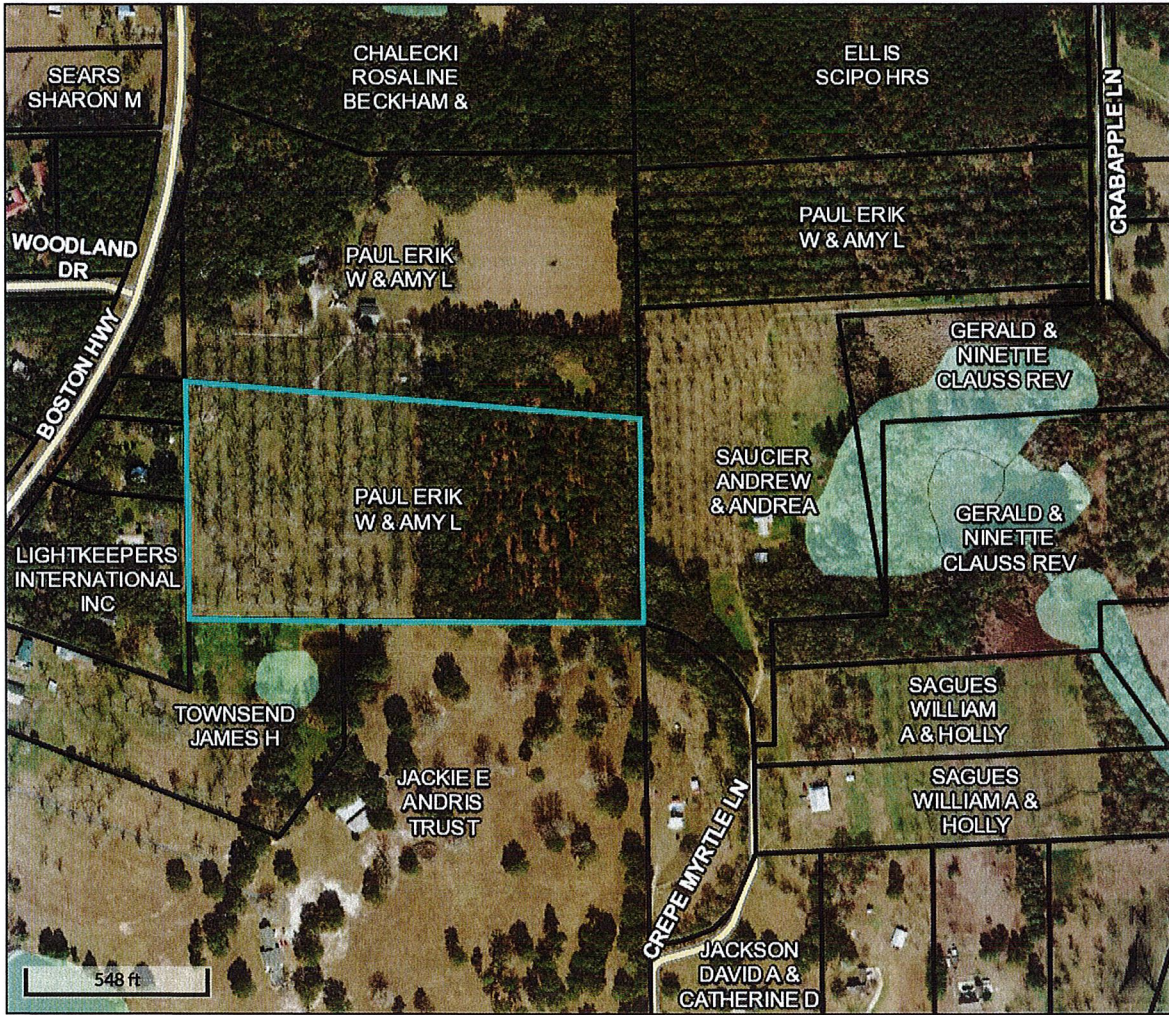 CHALECKI
ROSALINE
BECKHAM &
ELLIS
SCIPO HRS
SEARS
SHARON M
CRABAPPLE LN
PAUL ERIK
W & AMY L
WOODLAND
DR
PAUL ERIK
W & AMY L
BOSTON HWY
GERALD &
NINETTE
CLAUSS REV
SAUCIER
ANDREW
& ANDREA
PAUL ERIK
W & AMY L
GERALD &
NINETTE
CLAUSS REV
LIGHTKEEPERS
INTERNATIONAL
INC
TOWNSEND
JAMES H
SAGUES
WILLIAM
A & HOLLY
JACKIE E
ANDRIS
TRUST
SAGUES
WILLIAM A &
HOLLY
CREPE MYRTLE LN
JACKSON
DAVID A &
CATHERINE D
548 ft
N